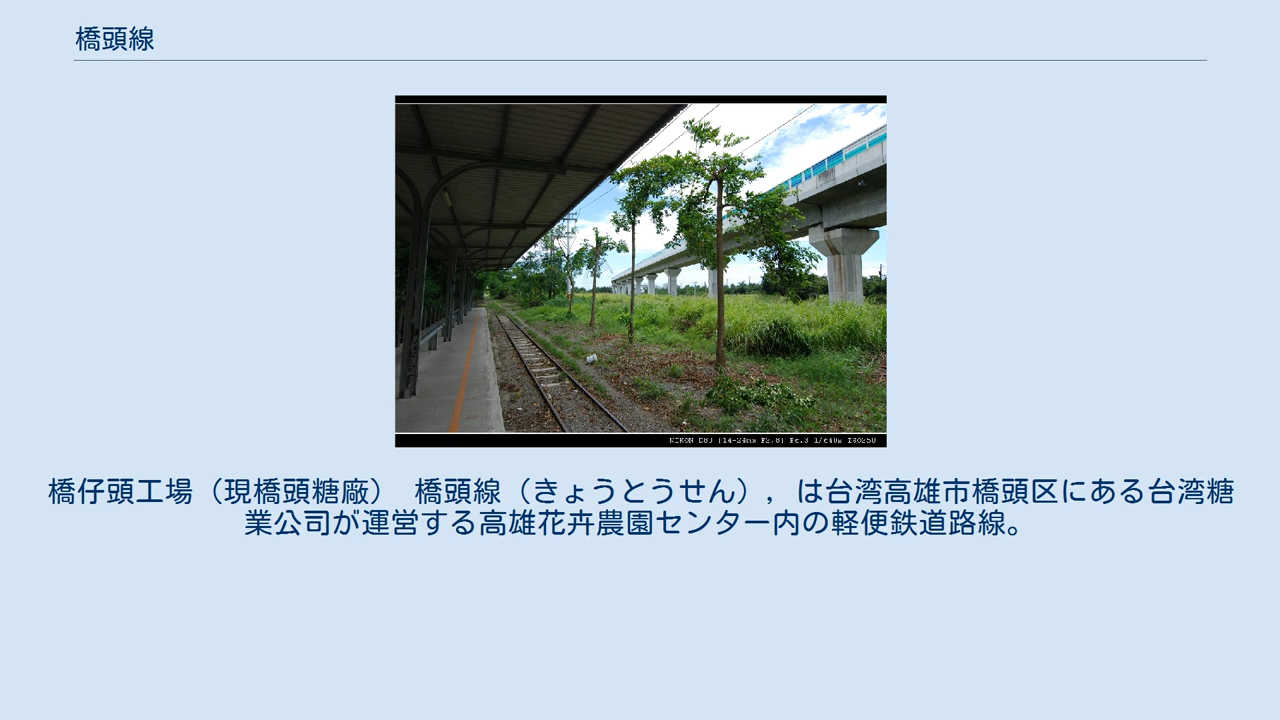 橋頭線
NIKON D80 [14-24mm F2.8] F6.3 1/640s ISO250
橋仔頭工場（現橋頭糖廠） 橋頭線（きょうとうせん），は台湾高雄市橋頭区にある台湾糖
業公司が運営する高雄花卉農園センター内の軽便鉄道路線。